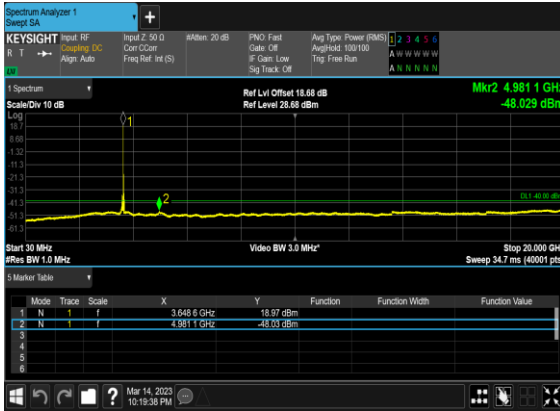 Spectrum Analyzer 1
Swept SA
+
KEYSIGHT Input: RF Input Z: 50 Ω #Atten: 20 dB PNO: Fast Avg Type: Power (RMS) 1 2 3 4 5 6
R T Coupling: DC Corr CCorr Gate: Off Avg|Hold: 100/100 A W W W W W
Align: Auto Freq Ref: Int (S) IF Gain: Low Trig: Free Run
Sig Track: Off A N N N N N
1 Spectrum
Ref Lvl Offset 18.68 dB Mkr2 4.981 1 GHz
Scale/Div 10 dB Ref Level 28.68 dBm -48.029 dBm
Log
18.7
8.68
-1.32
-11.3
-21.3
-31.3
-41.3
-51.3
1
2
DL1 -40.00 dBm
Start 30 MHz Video BW 3.0 MHz* Stop 20.000 GHz
#Res BW 1.0 MHz Sweep 34.7 ms (40001 pts)
5 Marker Table
Mode Trace Scale X Y Function Function Width Function Value
1 N 1 f 3.648 6 GHz 18.97 dBm
2 N 1 f 4.981 1 GHz -48.03 dBm
3
4
5
6
? Mar 14, 2023
10:19:38 PM